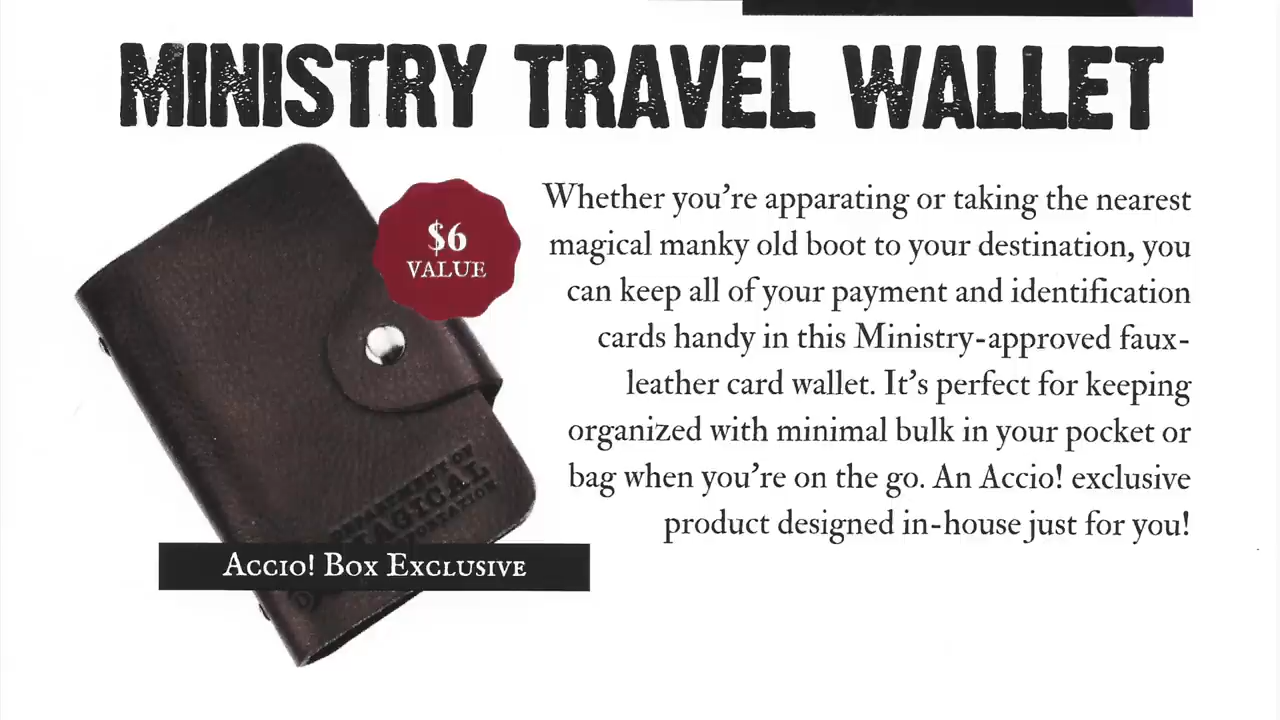 MINISTRY TRAVEL WALLET
$6
VALUE
Whether you're apparating or taking the nearest
magical manky old boot to your destination, you
can keep all of your payment and identification
cards handy in this Ministry-approved faux-
leather card wallet. It's perfect for keeping
organized with minimal bulk in your pocket or
bag when you're on the go. An Accio! exclusive
product designed in-house just for you!
DEPARTMENT OF
MAGICAL
Accio! Box Exclusive